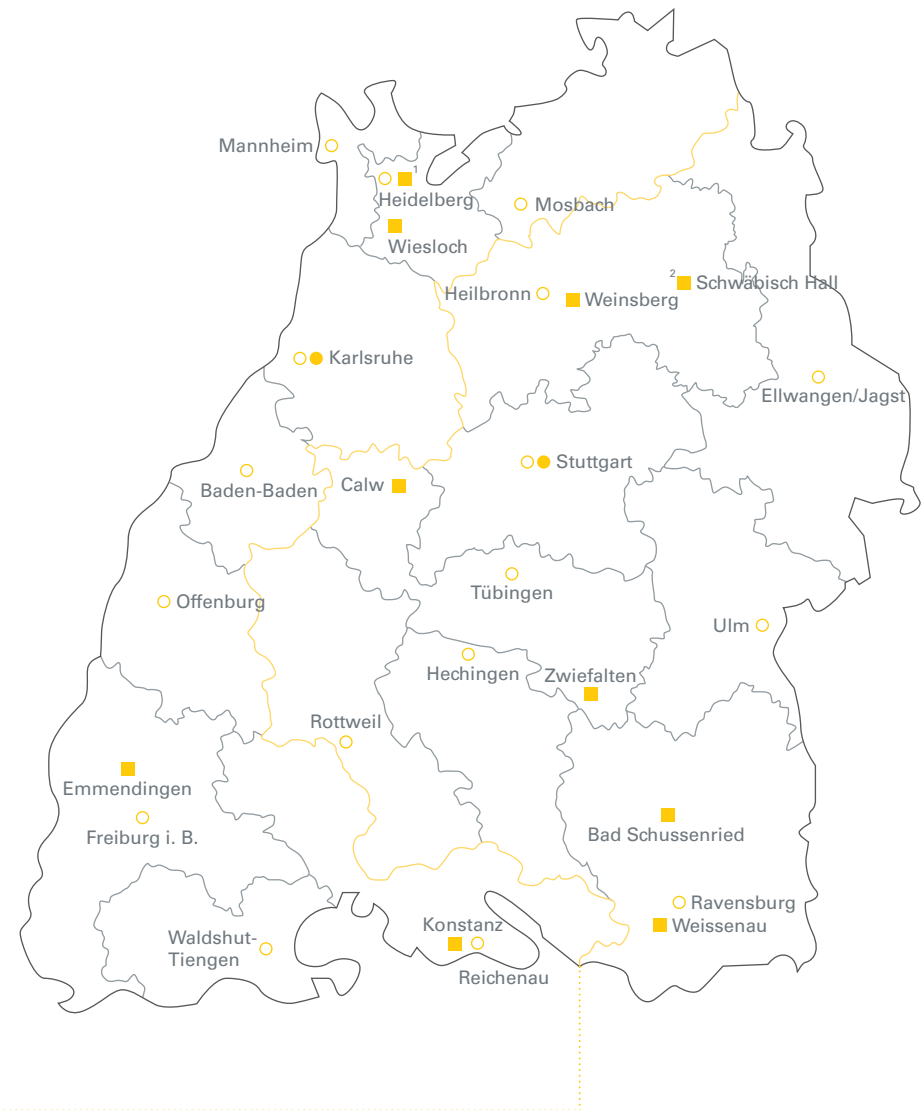 Mannheim
1
Heidelberg
Mosbach
Wiesloch
2
Schwäbisch Hall
Heilbronn
Weinsberg
Karlsruhe
Ellwangen/Jagst
Stuttgart
Baden-Baden
Calw
Tübingen
Offenburg
Ulm
Hechingen
Zwiefalten
Rottweil
Emmendingen
Freiburg i. B.
Bad Schussenried
Ravensburg
Weissenau
Konstanz
Waldshut-
Tiengen
Reichenau